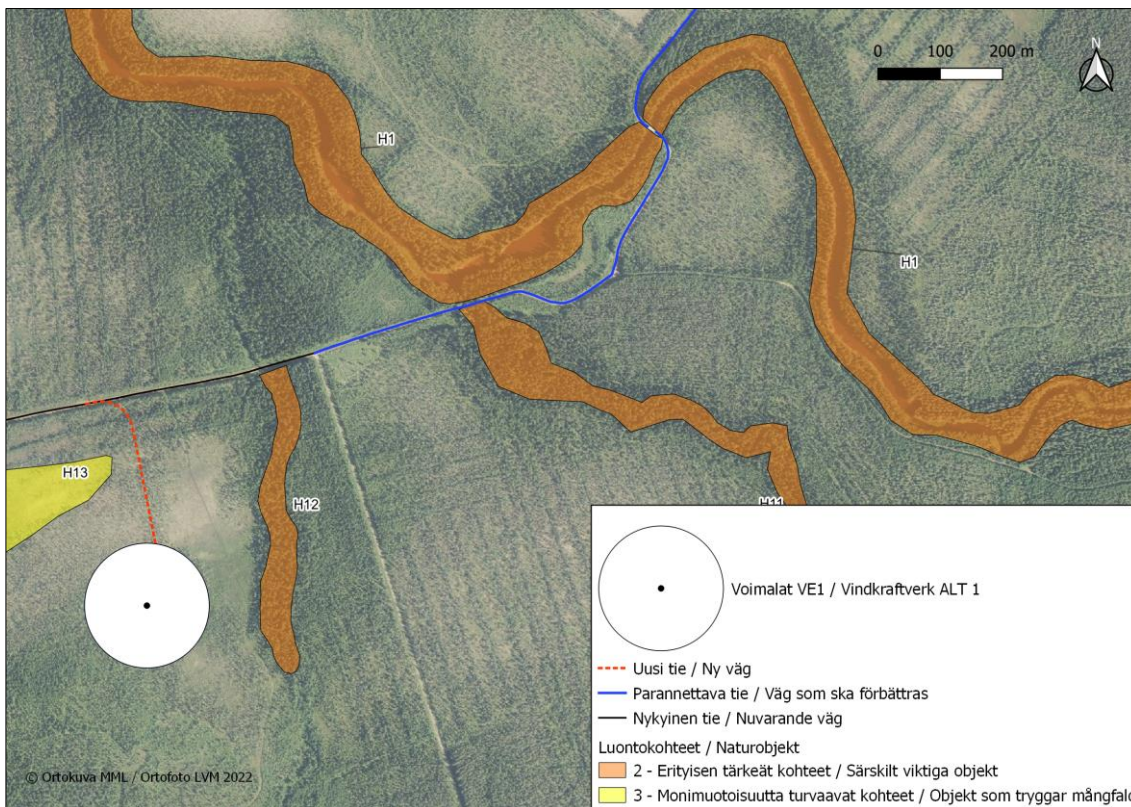 0 100 200 m
N
H1
H1
H13
H12
H11
Voimalat VE1 / Vindkraftverk ALT 1
Uusi tie / Ny väg
Parannettava tie / Väg som ska förbättras
Nykyinen tie / Nuvarande väg
Luontokohteet / Naturobjekt
2 - Erityisen tärkeät kohteet / Särskilt viktiga objekt
3 - Monimuotoisuutta turvaavat kohteet / Objekt som tryggar mångfald
© Ortokuva MML / Ortofoto LVM 2022